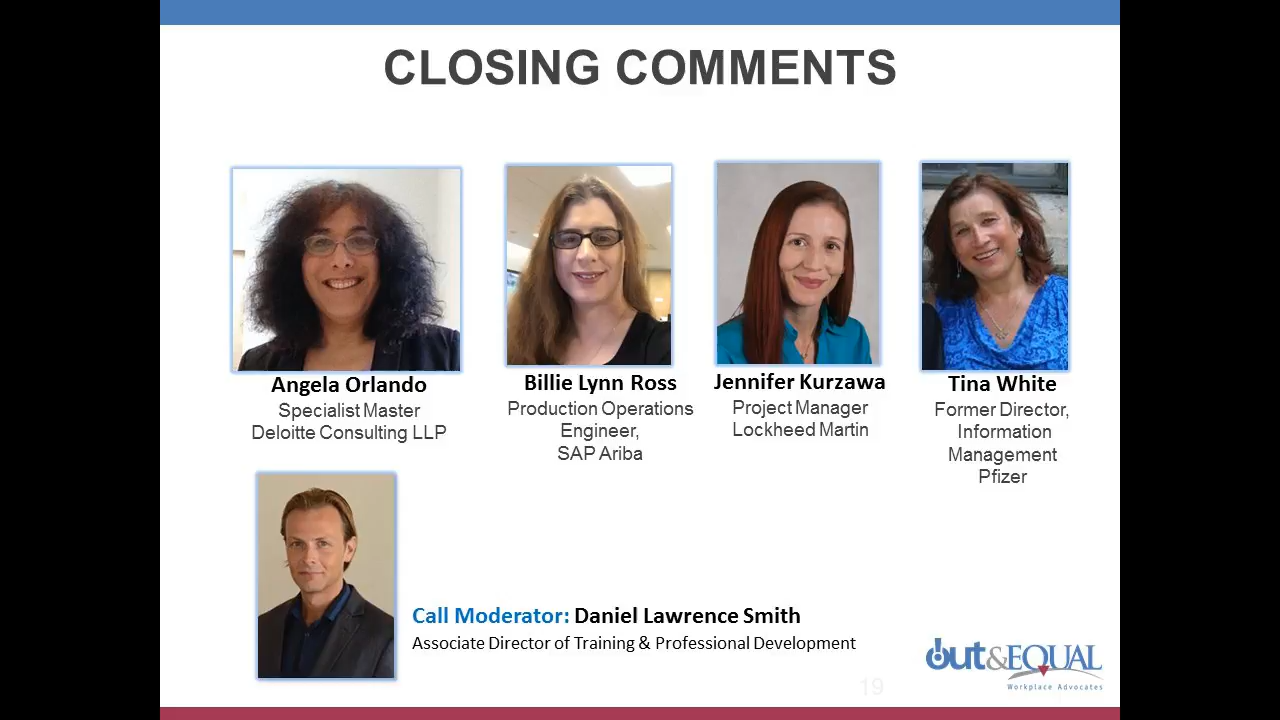 CLOSING COMMENTS
Angela Orlando
Specialist Master
Deloitte Consulting LLP
Billie Lynn Ross
Production Operations
Engineer,
SAP Ariba
Jennifer Kurzawa
Project Manager
Lockheed Martin
Tina White
Former Director,
Information
Management
Pfizer
Call Moderator: Daniel Lawrence Smith
Associate Director of Training & Professional Development
Out&EQUAL
Workplace Advocates
19